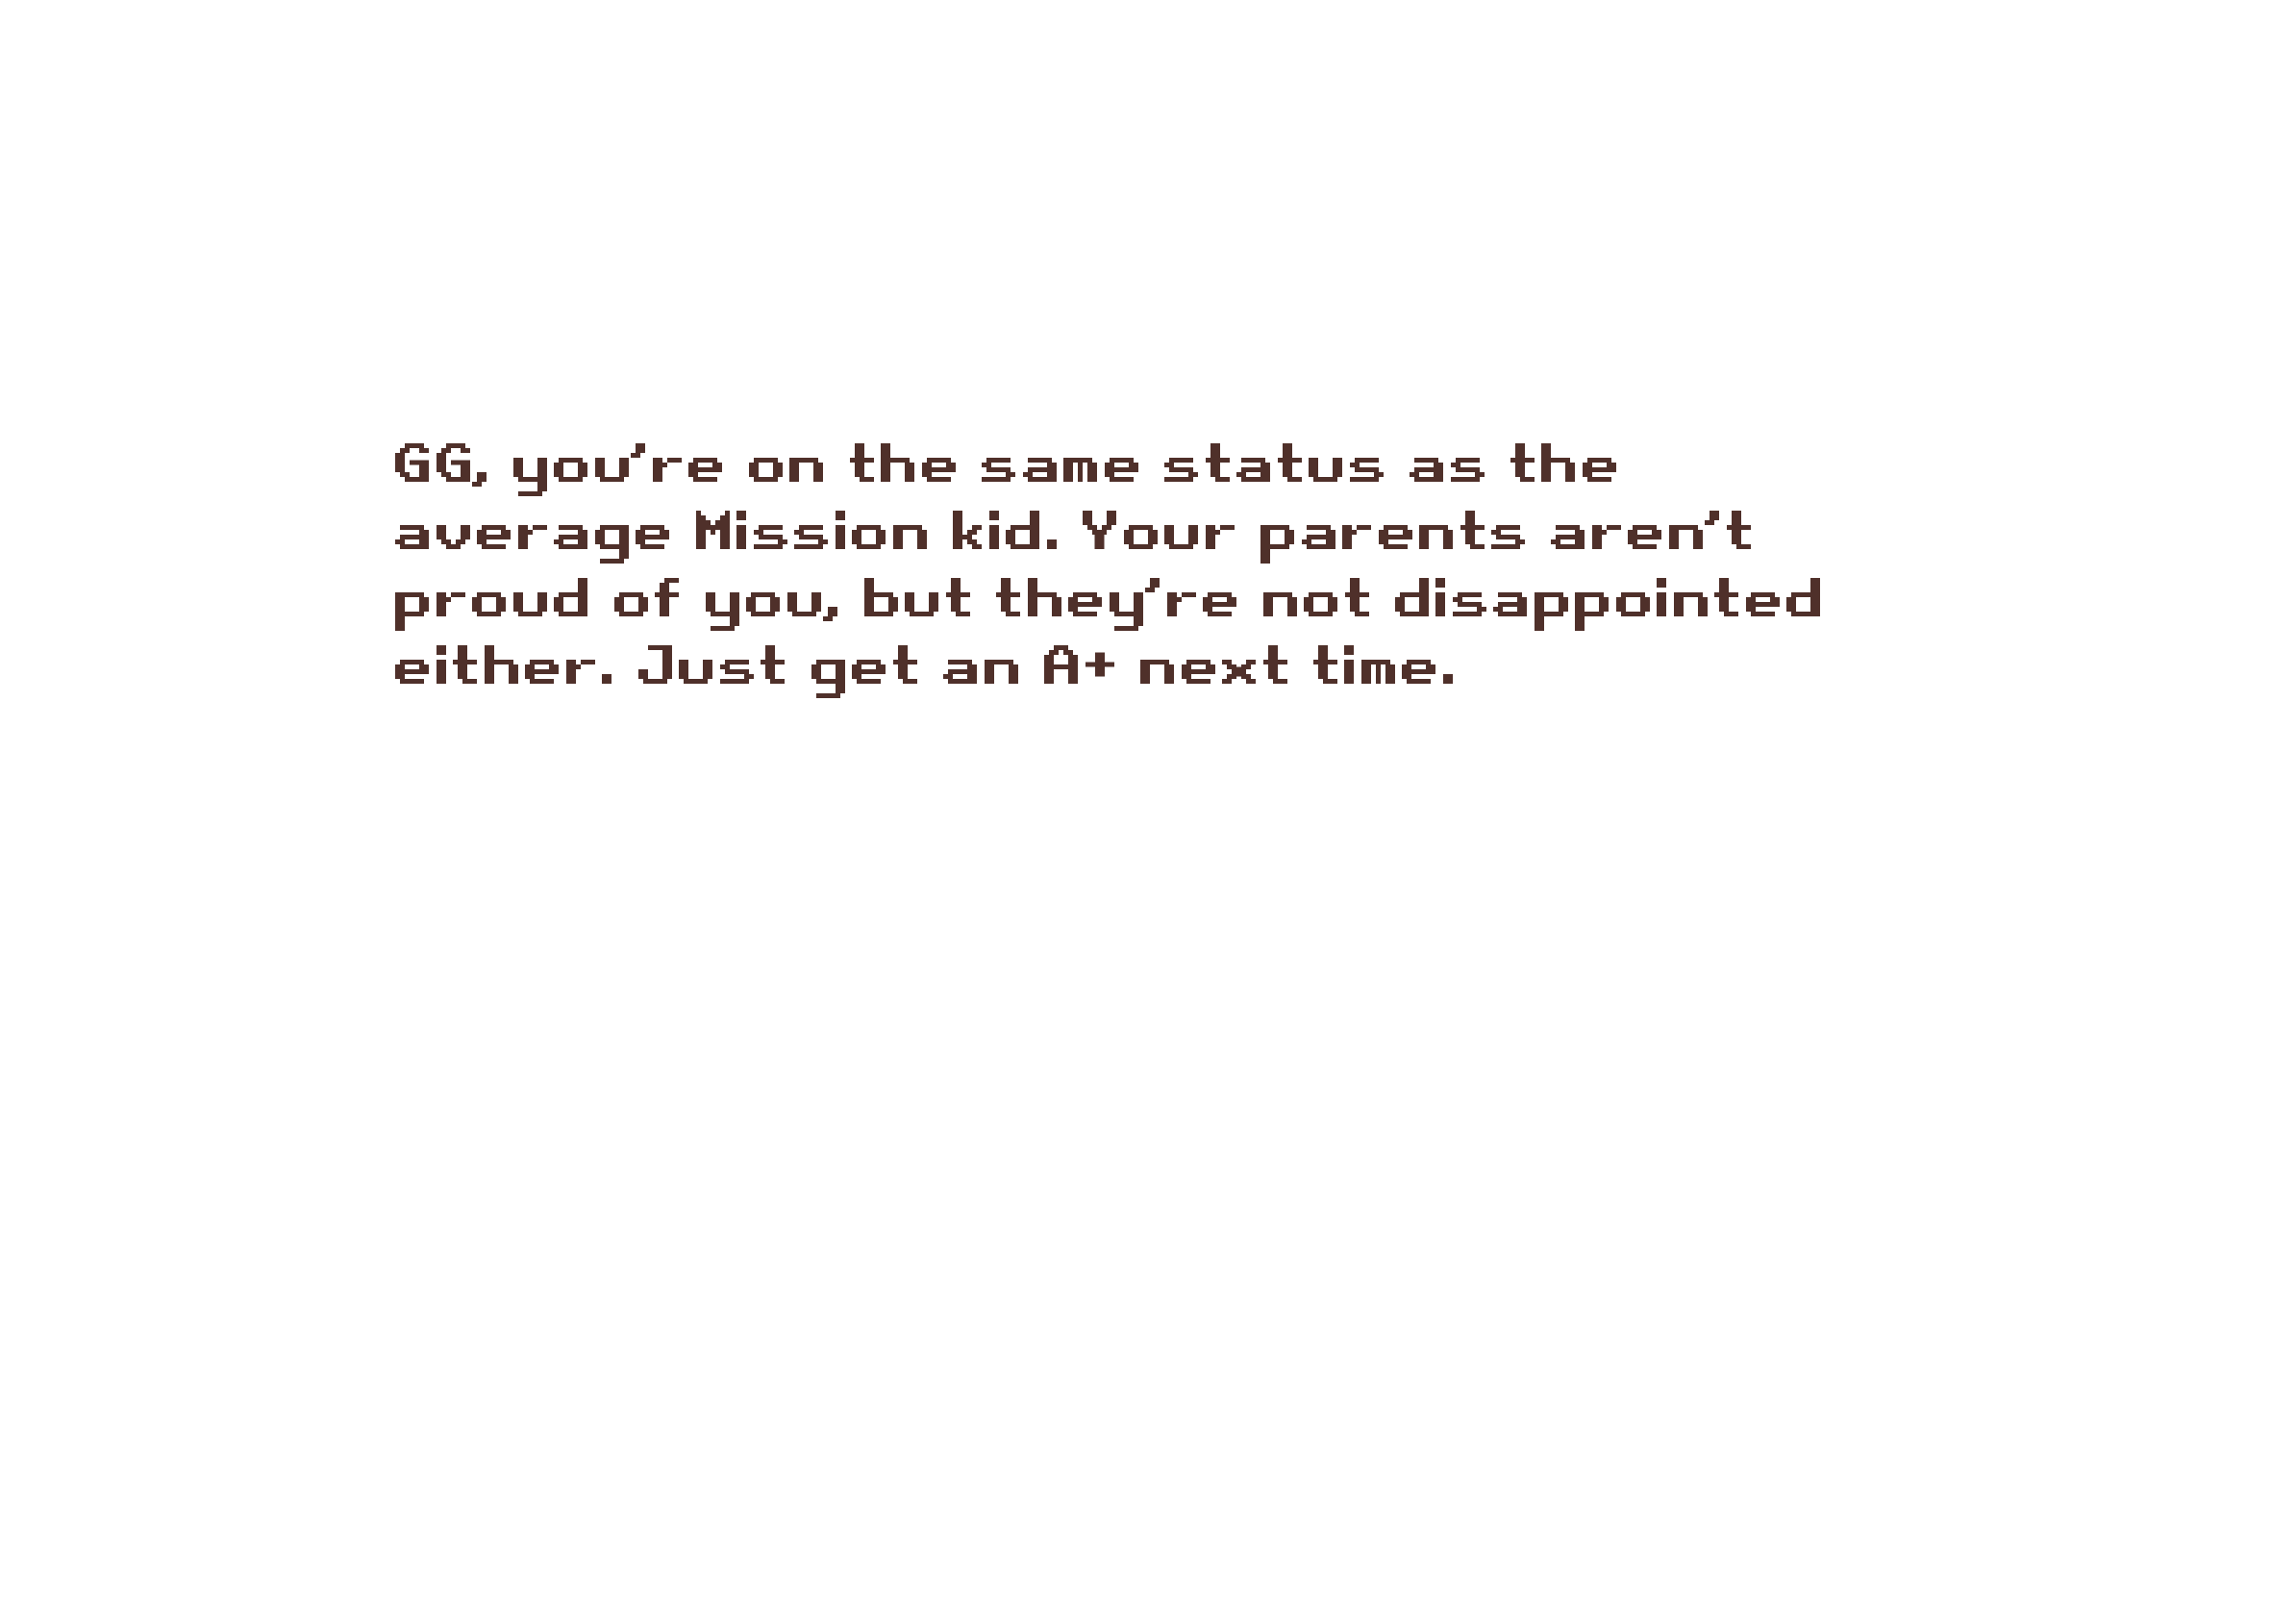 GG, you're on the same status as the
average Mission kid. Your parents aren't
proud of you, but they're not disappointed
either. Just get an A+ next time.